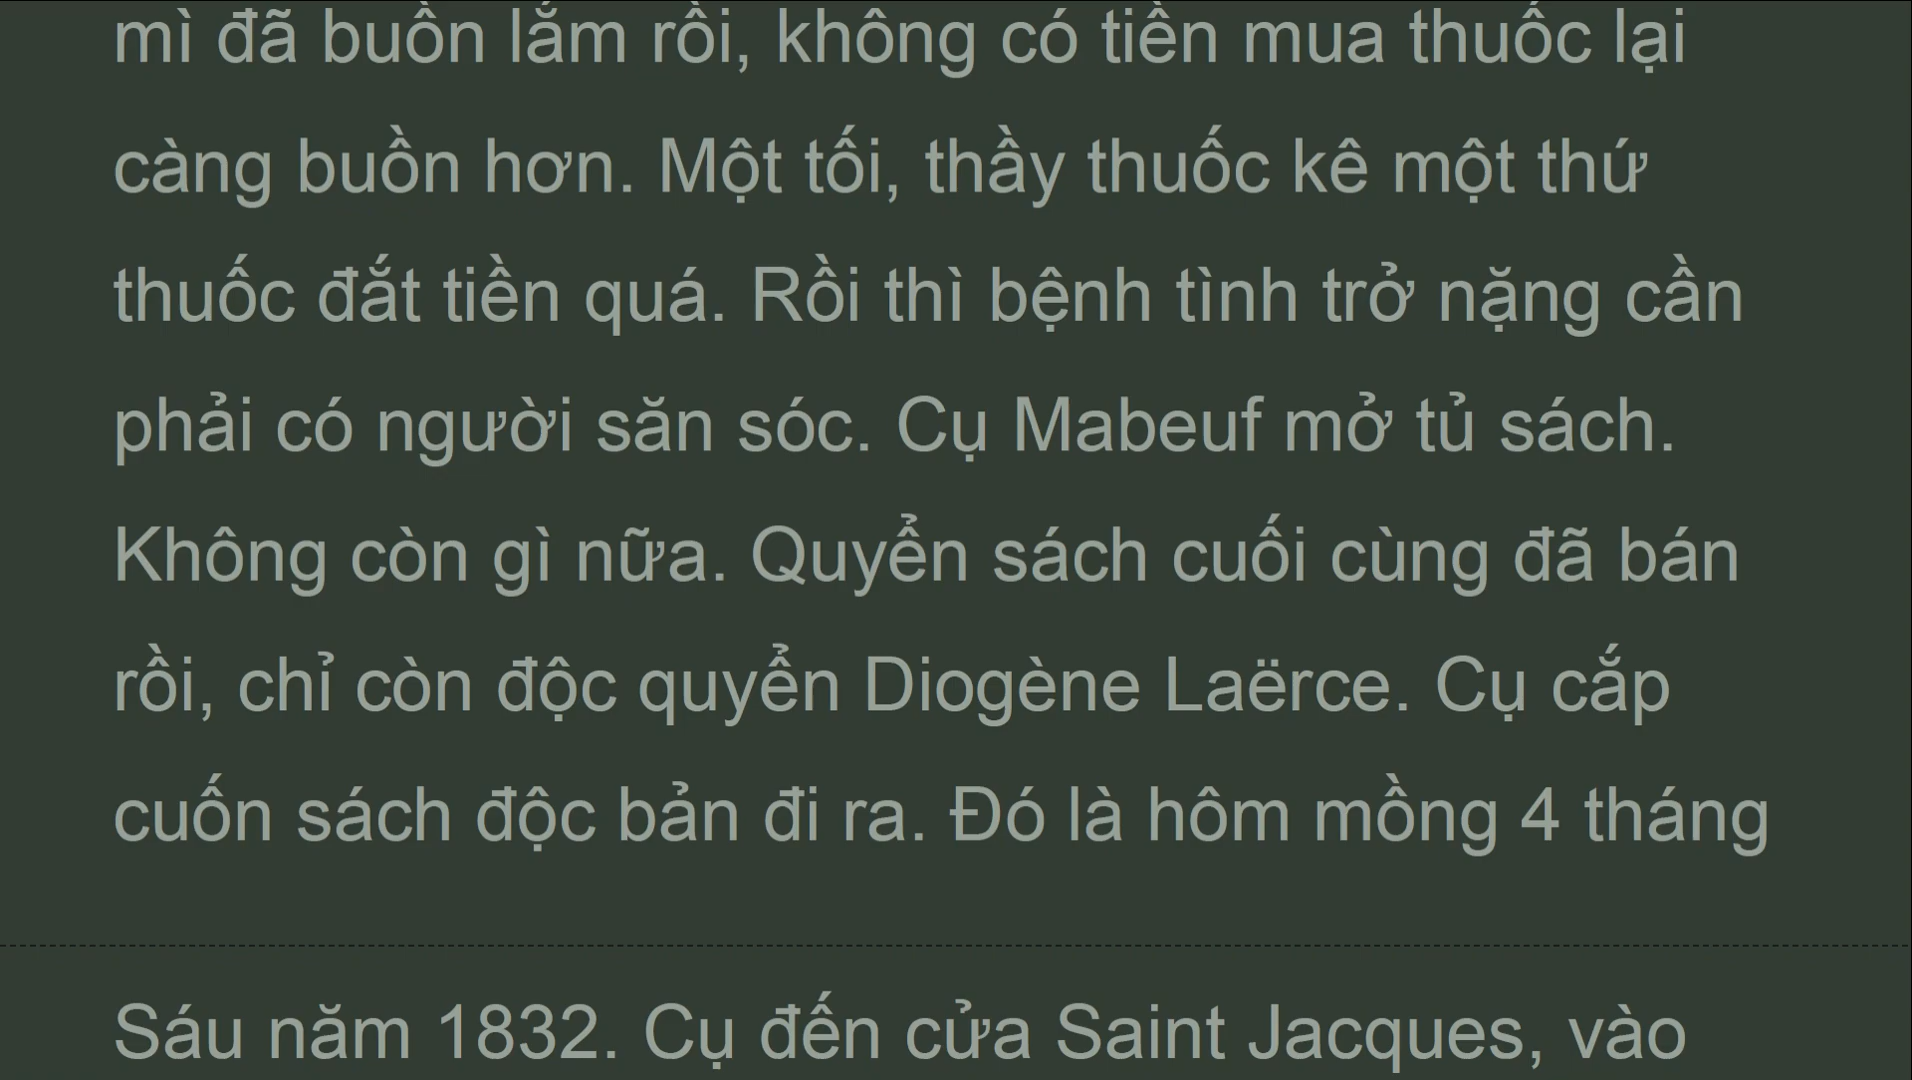 mì đã buồn lắm rồi, không có tiền mua thuốc lại
càng buồn hơn. Một tối, thầy thuốc kê một thứ
thuốc đắt tiền quá. Rồi thì bệnh tình trở nặng cần
phải có người săn sóc. Cụ Mabeuf mở tủ sách.
Không còn gì nữa. Quyển sách cuối cùng đã bán
rồi, chỉ còn độc quyển Diogène Laërce. Cụ cắp
cuốn sách độc bản đi ra. Đó là hôm mồng 4 tháng
Sáu năm 1832. Cụ đến cửa Saint Jacques, vào